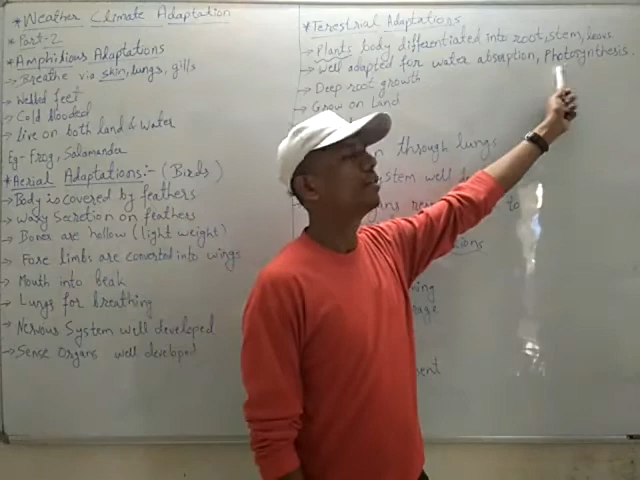 * Weather Climate Adaptation
* Part-2
* Amphibious Adaptations
→ Breathe via skin, lungs, gills
→ Webbed feet
→ Cold blooded
→ Live on both land & water
Eg- Frog, Salamander
* Aerial Adaptations:- (Birds)
→ Body is covered by feathers
→ Waxy Secretion on feathers
→ Bones are hollow (light weight)
→ Fore limbs are converted into wings
→ Mouth into Beak
→ Lungs for breathing
→ Nervous System well developed
→ Sense Organs well developed
* Terestrial Adaptations
→ Plants body differentiated into root, stem, leaves
→ Well adapted for water absorption, Photosynthesis.
→ Deep root growth
→ Grow on Land
through lungs
stem well
to